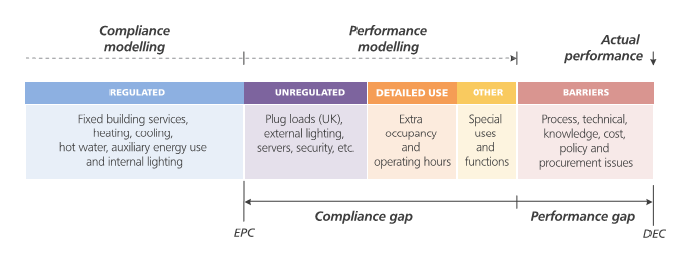 Compliance
modelling
Performance
modelling
Actual
performance
REGULATED
UNREGULATED
DETAILED USE
OTHER
BARRIERS
Fixed building services,
heating, cooling,
hot water, auxiliary energy use
and internal lighting
Plug loads (UK),
external lighting,
servers, security, etc.
Extra
occupancy
and
operating hours
Special
uses
and
functions
Process, technical,
knowledge, cost,
policy and
procurement issues
Compliance gap
Performance gap
EPC
DEC